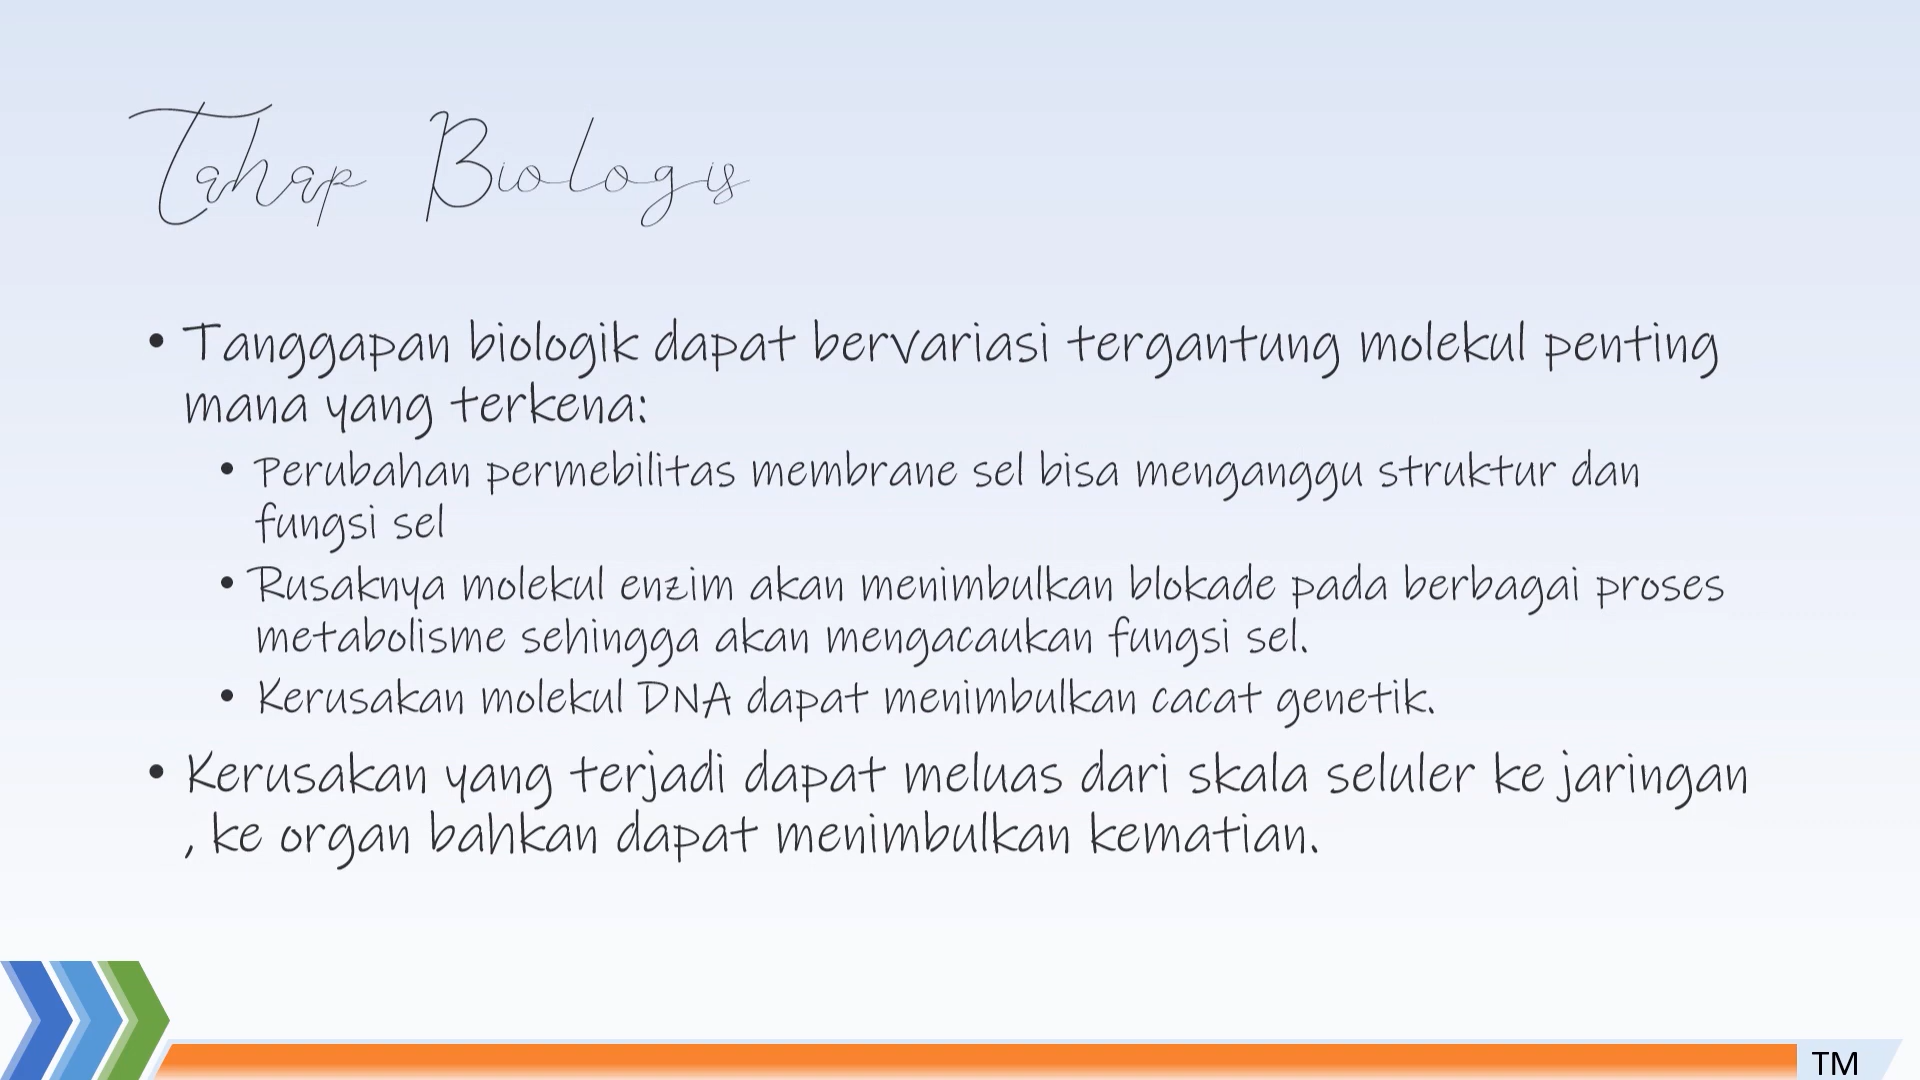 Tahap Biologis
• Tanggapan biologik dapat bervariasi tergantung molekul penting
mana yang terkena:
• Perubahan permebilitas membrane sel bisa menganggu struktur dan
fungsi sel
• Rusaknya molekul enzim akan menimbulkan blokade pada berbagai proses
metabolisme sehingga akan mengacaukan fungsi sel.
• Kerusakan molekul DNA dapat menimbulkan cacat genetik.
• Kerusakan yang terjadi dapat meluas dari skala seluler ke jaringan
, ke organ bahkan dapat menimbulkan kematian.
TM